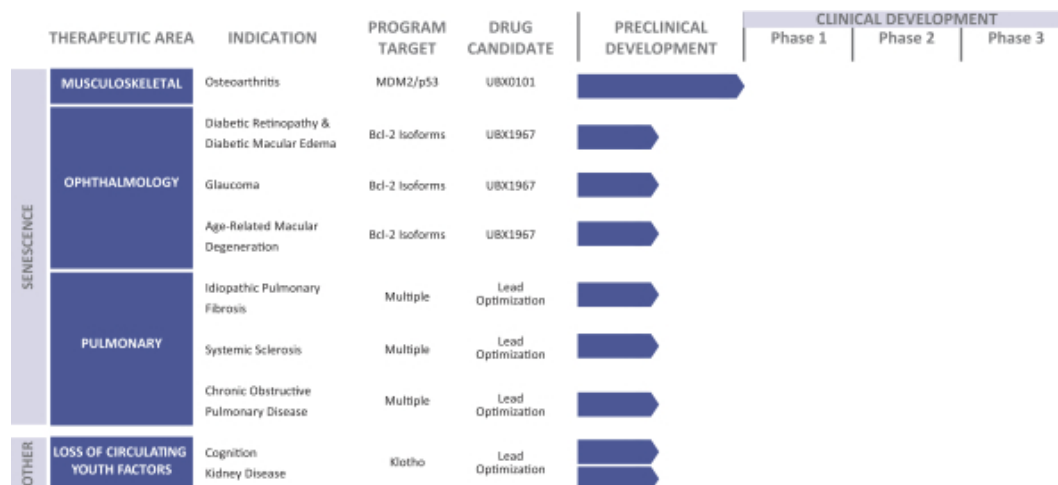 CLINICAL DEVELOPMENT
THERAPEUTIC AREA
INDICATION
PROGRAM
TARGET
DRUG
CANDIDATE
PRECLINICAL
DEVELOPMENT
Phase 1
Phase 2
Phase 3
SENESCENCE
MUSCULOSKELETAL
Osteoarthritis
MDM2/p53
UBX0101
OPHTHALMOLOGY
Diabetic Retinopathy &
Diabetic Macular Edema
Bcl-2 Isoforms
UBX1967
Glaucoma
Bcl-2 Isoforms
UBX1967
Age-Related Macular
Degeneration
Bcl-2 Isoforms
UBX1967
PULMONARY
Idiopathic Pulmonary
Fibrosis
Multiple
Lead
Optimization
Systemic Sclerosis
Multiple
Lead
Optimization
Chronic Obstructive
Pulmonary Disease
Multiple
Lead
Optimization
OTHER
LOSS OF CIRCULATING
YOUTH FACTORS
Cognition
Kidney Disease
Klotho
Lead
Optimization